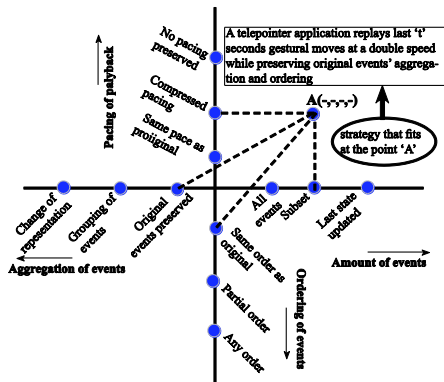 No pacing
preserved
A telepointer application replays last 't'
seconds gestural moves at a double speed
while preserving original events' aggrega-
tion and ordering
Pacing of palyback
Compressed
pacing
A(-,-,-,-)
Same pace as
proiiginal
strategy that fits
at the point 'A'
Change of
repesentation
Grouping of
events
Original
events preserved
All
events
Subset
Last state
updated
Aggregation of events
Amount of events
Same order as
original
Partial order
Any order
Ordering of events